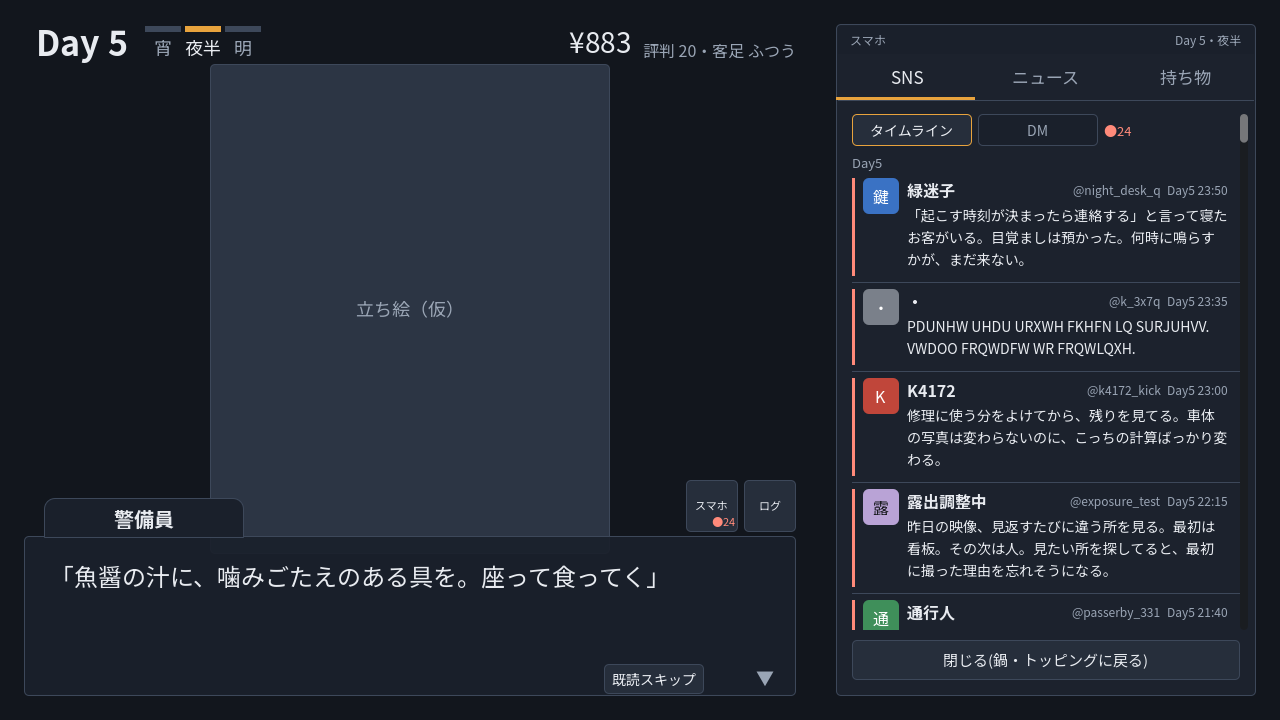 Day 5
宵 夜半 明
¥883
評判 20・客足 ふつう
立ち絵（仮）
スマホ
24
ログ
警備員
「魚醤の汁に、噛みごたえのある具を。座って食ってく」
既読スキップ
▼
スマホ
Day 5・夜半
SNS
ニュース
持ち物
タイムライン
DM
24
Day5
鍵
緑迷子
@night_desk_q Day5 23:50
「起こす時刻が決まったら連絡する」と言って寝た
お客がいる。目覚ましは預かった。何時に鳴らす
かが、まだ来ない。
・
・
@k_3x7q Day5 23:35
PDUNHW UHDU URXWH FKHFN LQ SURJUHVV.
VWDOO FRQWDFW WR FRQWLQXH.
K
K4172
@k4172_kick Day5 23:00
修理に使う分をよけてから、残りを見てる。車体
の写真は変わらないのに、こっちの計算ばっかり変
わる。
露
露出調整中
@exposure_test Day5 22:15
昨日の映像、見返すたびに違う所を見る。最初は
看板。その次は人。見たい所を探してると、最初
に撮った理由を忘れそうになる。
通
通行人
@passerby_331 Day5 21:40
閉じる(鍋・トッピングに戻る)